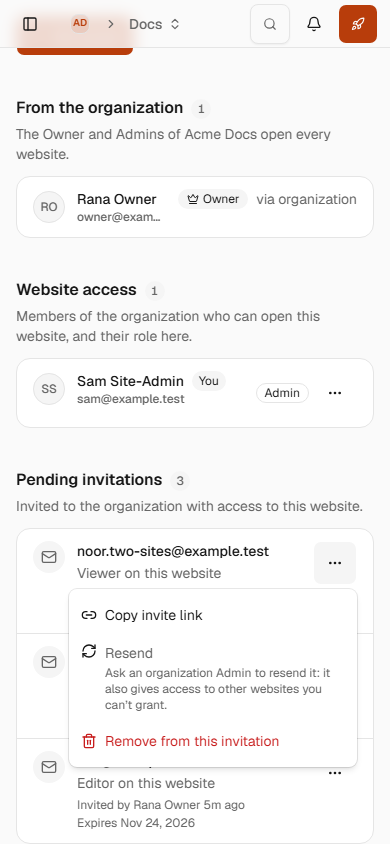 AD
Docs
From the organization 1
The Owner and Admins of Acme Docs open every
website.
RO
Rana Owner
Owner
via organization
owner@exam...
Website access 1
Members of the organization who can open this
website, and their role here.
SS
Sam Site-Admin You
sam@example.test
Admin
Pending invitations 3
Invited to the organization with access to this website.
noor.two-sites@example.test
Viewer on this website
Copy invite link
Resend
Ask an organization Admin to resend it: it
also gives access to other websites you
can't grant.
Remove from this invitation
Editor on this website
Invited by Rana Owner 5m ago
Expires Nov 24, 2026